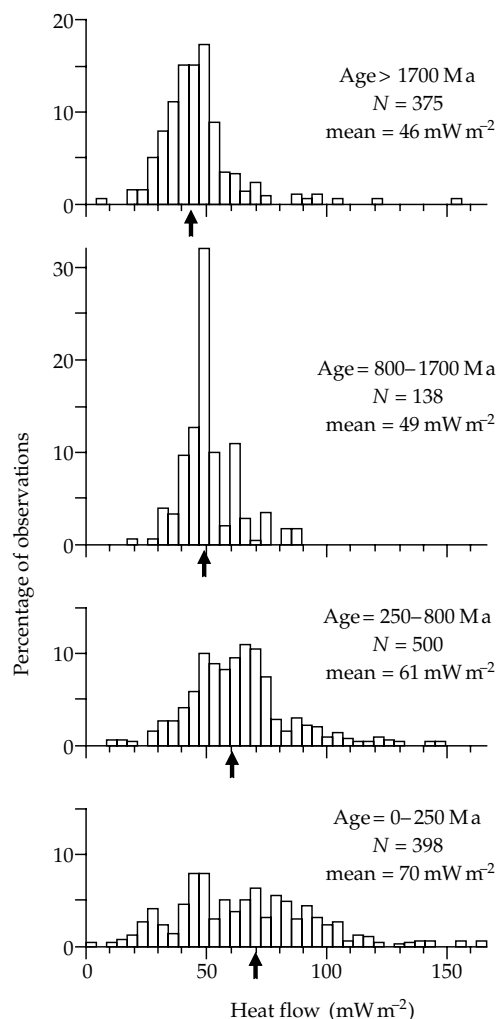 20
10
0
Age > 1700 Ma
N = 375
mean = 46 mW m⁻²
30
20
10
0
Age = 800–1700 Ma
N = 138
mean = 49 mW m⁻²
Percentage of observations
10
0
Age = 250–800 Ma
N = 500
mean = 61 mW m⁻²
10
0
Age = 0–250 Ma
N = 398
mean = 70 mW m⁻²
0 50 100 150
Heat flow (mW m⁻²)